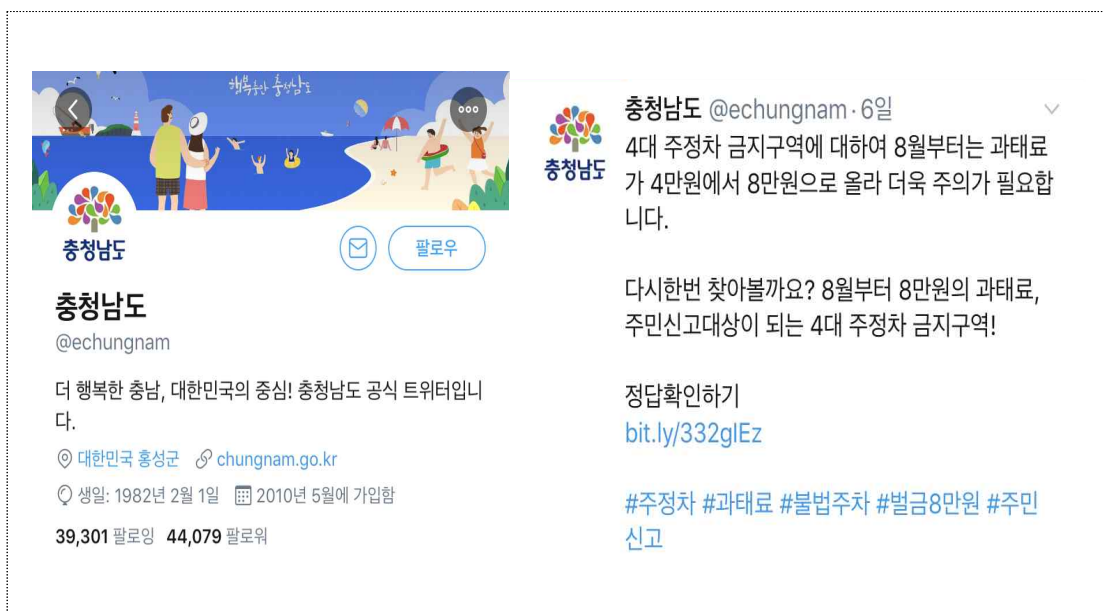 행복한 충청남도
충청남도
팔로우
충청남도
@echungnam
더 행복한 충남, 대한민국의 중심! 충청남도 공식 트위터입니
다.
대한민국 홍성군 chungnam.go.kr
생일: 1982년 2월 1일 2010년 5월에 가입함
39,301 팔로잉 44,079 팔로워
충청남도
충청남도 @echungnam · 6일
4대 주정차 금지구역에 대하여 8월부터는 과태료
가 4만원에서 8만원으로 올라 더욱 주의가 필요합
니다.
다시한번 찾아볼까요? 8월부터 8만원의 과태료,
주민신고대상이 되는 4대 주정차 금지구역!
정답확인하기
bit.ly/332gIEz
#주정차 #과태료 #불법주차 #벌금8만원 #주민
신고